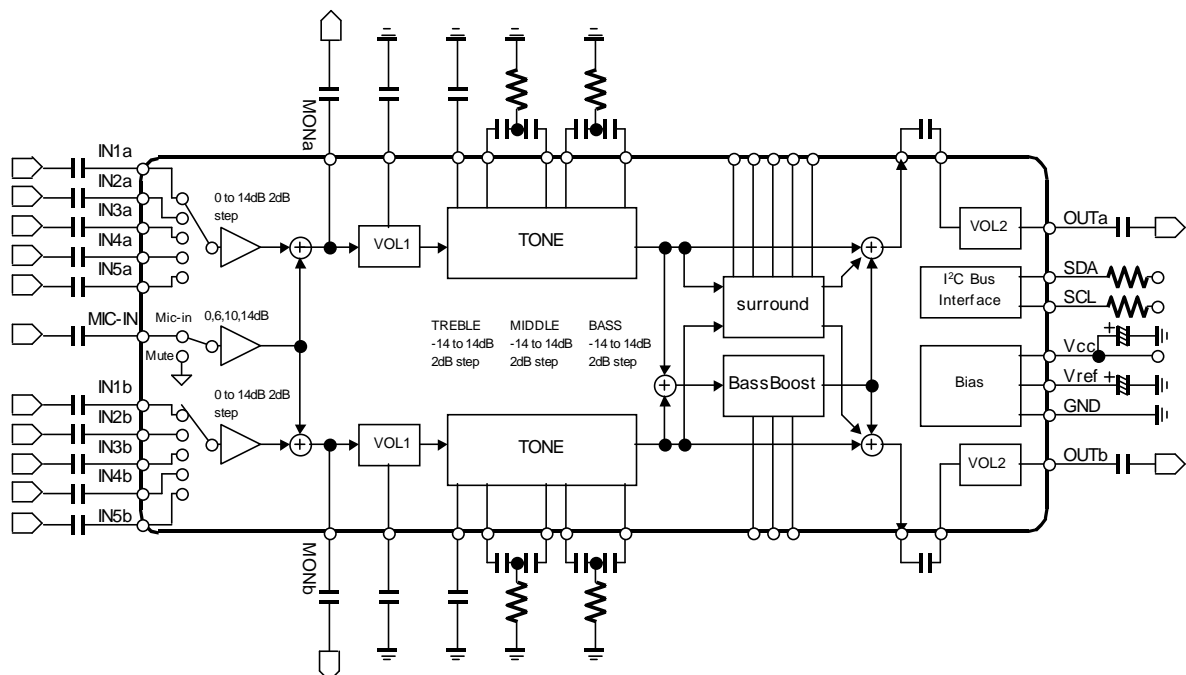 MONa
IN1a
IN2a
IN3a
IN4a
IN5a
0 to 14dB 2dB
step
VOL1
TONE
VOL2
OUTa
surround
I²C Bus
Interface
SDA
SCL
MIC-IN
Mic-in
Mute
0,6,10,14dB
TREBLE
-14 to 14dB
2dB step
MIDDLE
-14 to 14dB
2dB step
BASS
-14 to 14dB
2dB step
BassBoost
Bias
Vcc
+
Vref
+
GND
IN1b
IN2b
IN3b
IN4b
IN5b
0 to 14dB 2dB
step
VOL1
TONE
VOL2
OUTb
MONb